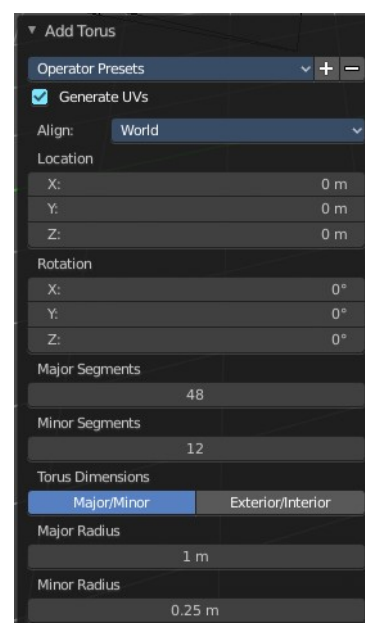 Add Torus
Operator Presets
Generate UVs
Align: World
Location
X: 0 m
Y: 0 m
Z: 0 m
Rotation
X: 0°
Y: 0°
Z: 0°
Major Segments
48
Minor Segments
12
Torus Dimensions
Major/Minor Exterior/Interior
Major Radius
1 m
Minor Radius
0.25 m